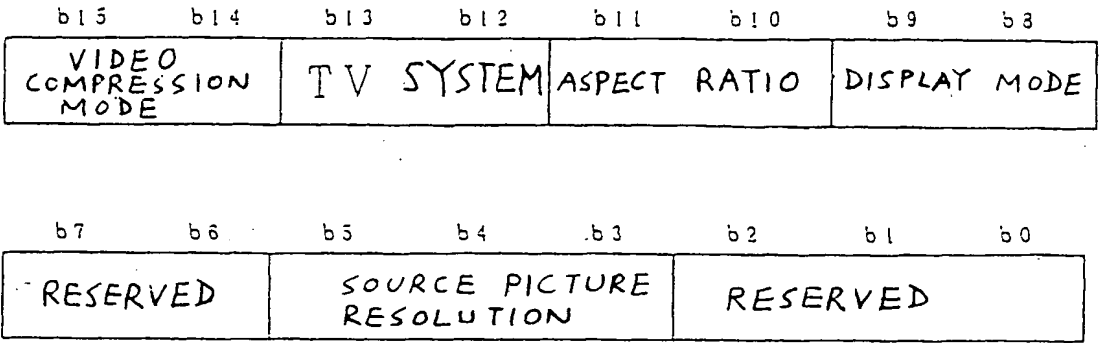 b15 b14 b13 b12 b11 b10 b9 b8
VIDEO COMPRESSION MODE TV SYSTEM ASPECT RATIO DISPLAY MODE
b7 b6 b5 b4 b3 b2 b1 b0
RESERVED SOURCE PICTURE RESOLUTION RESERVED